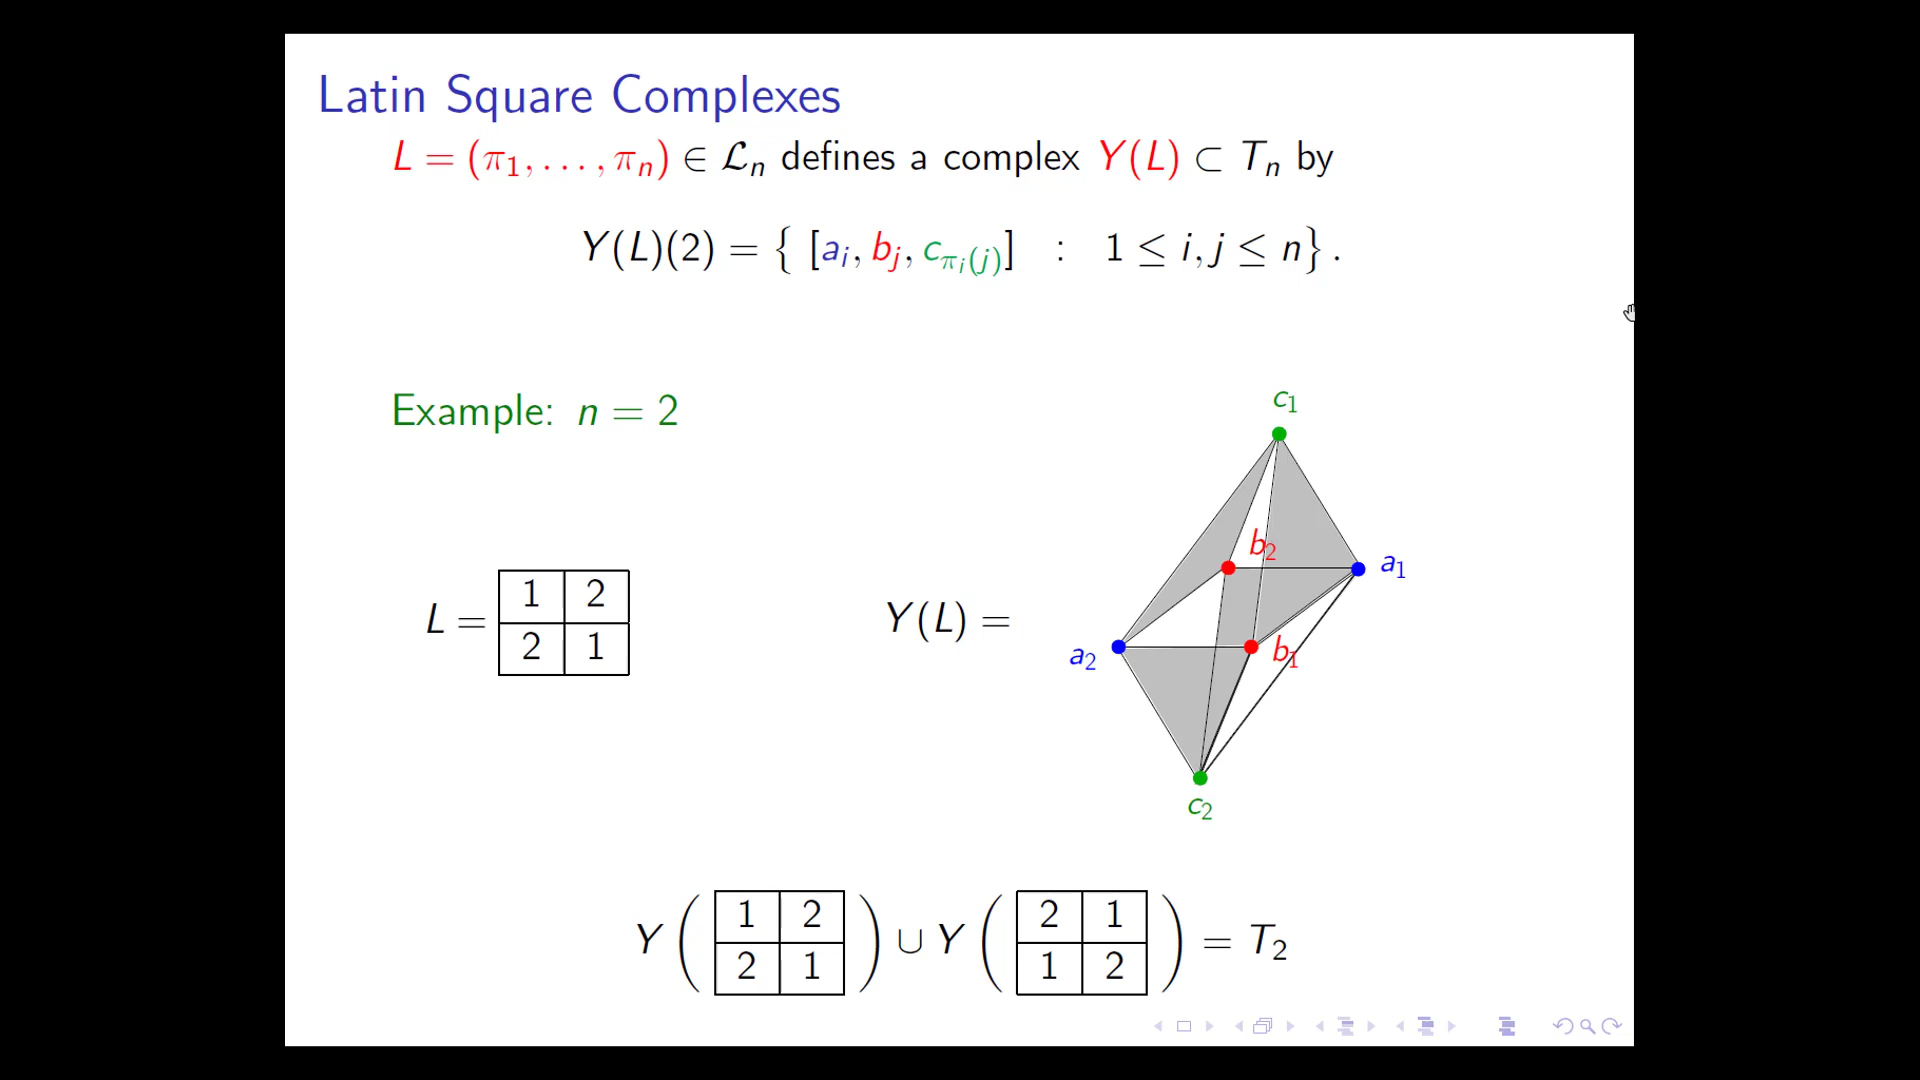 Latin Square Complexes
L = (π₁, . . . , πₙ) ∈ 𝓛ₙ defines a complex Y(L) ⊂ Tₙ by
Y(L)(2) = { [aᵢ, bⱼ, c_{πᵢ(j)}] : 1 ≤ i, j ≤ n} .
Example: n = 2
c₁
b₂
a₁
L =
1 2
2 1
Y(L) =
a₂
b₁
c₂
Y ( 1 2 ) ∪ Y ( 2 1 ) = T₂
2 1 1 2